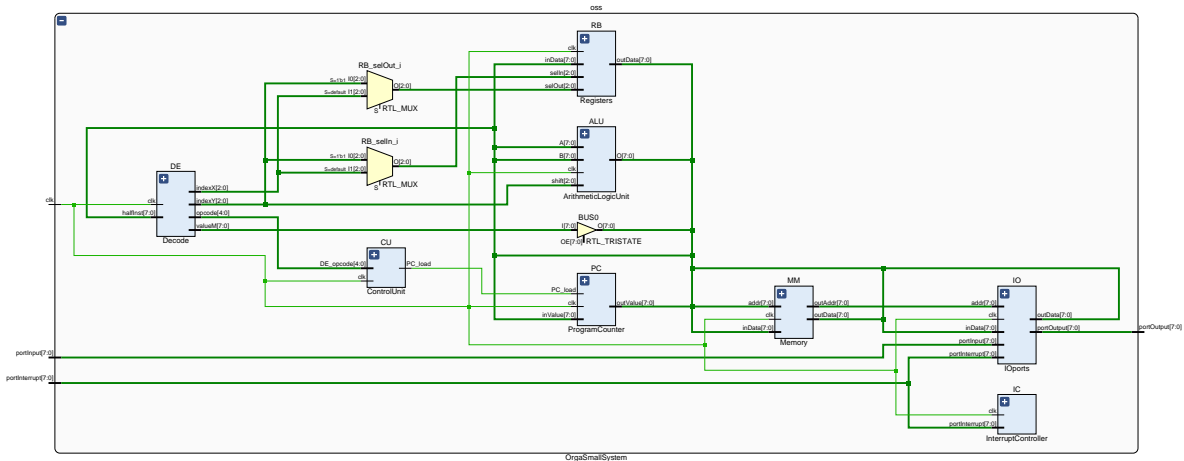 oss
RB
clk
inData[7:0]
outData[7:0]
selIn[2:0]
selOut[2:0]
Registers
RB_selOut_i
S=1'b1 I0[2:0]
S=default I1[2:0]
O[2:0]
S
RTL_MUX
ALU
A[7:0]
B[7:0]
O[7:0]
clk
shift[2:0]
ArithmeticLogicUnit
RB_selIn_i
S=1'b1 I0[2:0]
S=default I1[2:0]
O[2:0]
S
RTL_MUX
DE
clk
halfInst[7:0]
indexX[2:0]
indexY[2:0]
opcode[4:0]
valueM[7:0]
Decode
clk
BUS0
I[7:0]
O[7:0]
OE[7:0]
RTL_TRISTATE
CU
DE_opcode[4:0]
PC_load
clk
ControlUnit
PC
PC_load
clk
outValue[7:0]
inValue[7:0]
ProgramCounter
MM
addr[7:0]
outAddr[7:0]
clk
outData[7:0]
inData[7:0]
Memory
IO
addr[7:0]
clk
outData[7:0]
inData[7:0]
portOutput[7:0]
portInput[7:0]
portInterrupt[7:0]
IOports
portOutput[7:0]
portInput[7:0]
portInterrupt[7:0]
IC
clk
portInterrupt[7:0]
InterruptController
OrgaSmallSystem